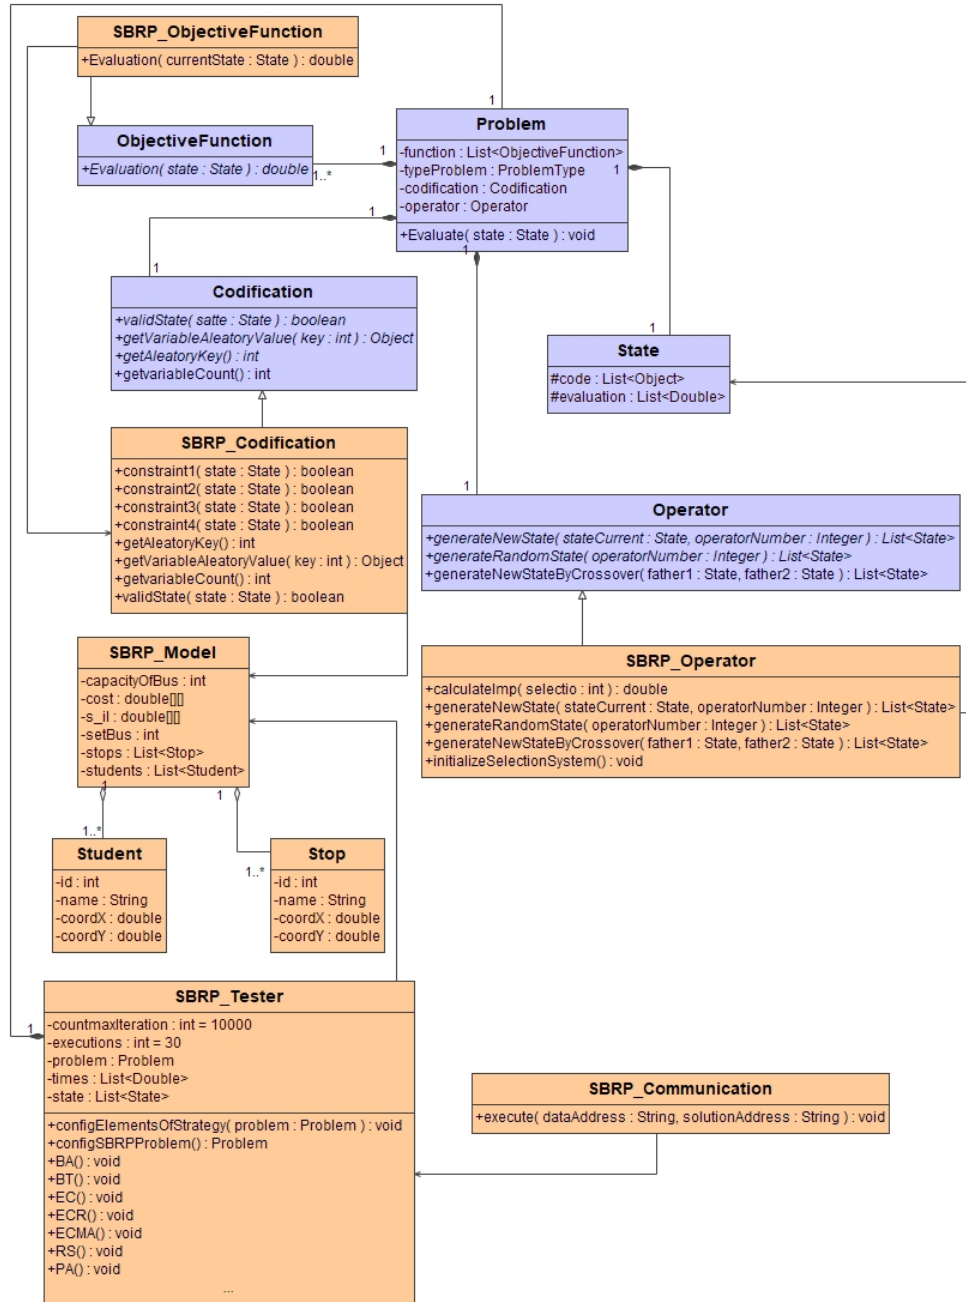 SBRP_ObjectiveFunction
+Evaluation( currentState : State ) : double
1
ObjectiveFunction
+Evaluation( state : State ) : double
1
1..*
Problem
-function : List<ObjectiveFunction>
-typeProblem : ProblemType
1
-codification : Codification
-operator : Operator
+Evaluate( state : State ) : void
1
1
1
Codification
+validState( satte : State ) : boolean
+getVariableAleatoryValue( key : int ) : Object
+getAleatoryKey() : int
+getvariableCount() : int
1
State
#code : List<Object>
#evaluation : List<Double>
SBRP_Codification
+constraint1( state : State ) : boolean
+constraint2( state : State ) : boolean
+constraint3( state : State ) : boolean
+constraint4( state : State ) : boolean
+getAleatoryKey() : int
+getVariableAleatoryValue( key : int ) : Object
+getvariableCount() : int
+validState( state : State ) : boolean
1
Operator
+generateNewState( stateCurrent : State, operatorNumber : Integer ) : List<State>
+generateRandomState( operatorNumber : Integer ) : List<State>
+generateNewStateByCrossover( father1 : State, father2 : State ) : List<State>
SBRP_Model
-capacityOfBus : int
-cost : double[][]
-s_il : double[][]
-setBus : int
-stops : List<Stop>
-students : List<Student>
SBRP_Operator
+calculateImp( selectio : int ) : double
+generateNewState( stateCurrent : State, operatorNumber : Integer ) : List<State>
+generateRandomState( operatorNumber : Integer ) : List<State>
+generateNewStateByCrossover( father1 : State, father2 : State ) : List<State>
+initializeSelectionSystem() : void
1
1
1..*
1..*
Student
-id : int
-name : String
-coordX : double
-coordY : double
Stop
-id : int
-name : String
-coordX : double
-coordY : double
1
SBRP_Tester
-countmaxIteration : int = 10000
-executions : int = 30
-problem : Problem
-times : List<Double>
-state : List<State>
+configElementsOfStrategy( problem : Problem ) : void
+configSBRPProblem() : Problem
+BA() : void
+BT() : void
+EC() : void
+ECR() : void
+ECMA() : void
+RS() : void
+PA() : void
...
SBRP_Communication
+execute( dataAddress : String, solutionAddress : String ) : void